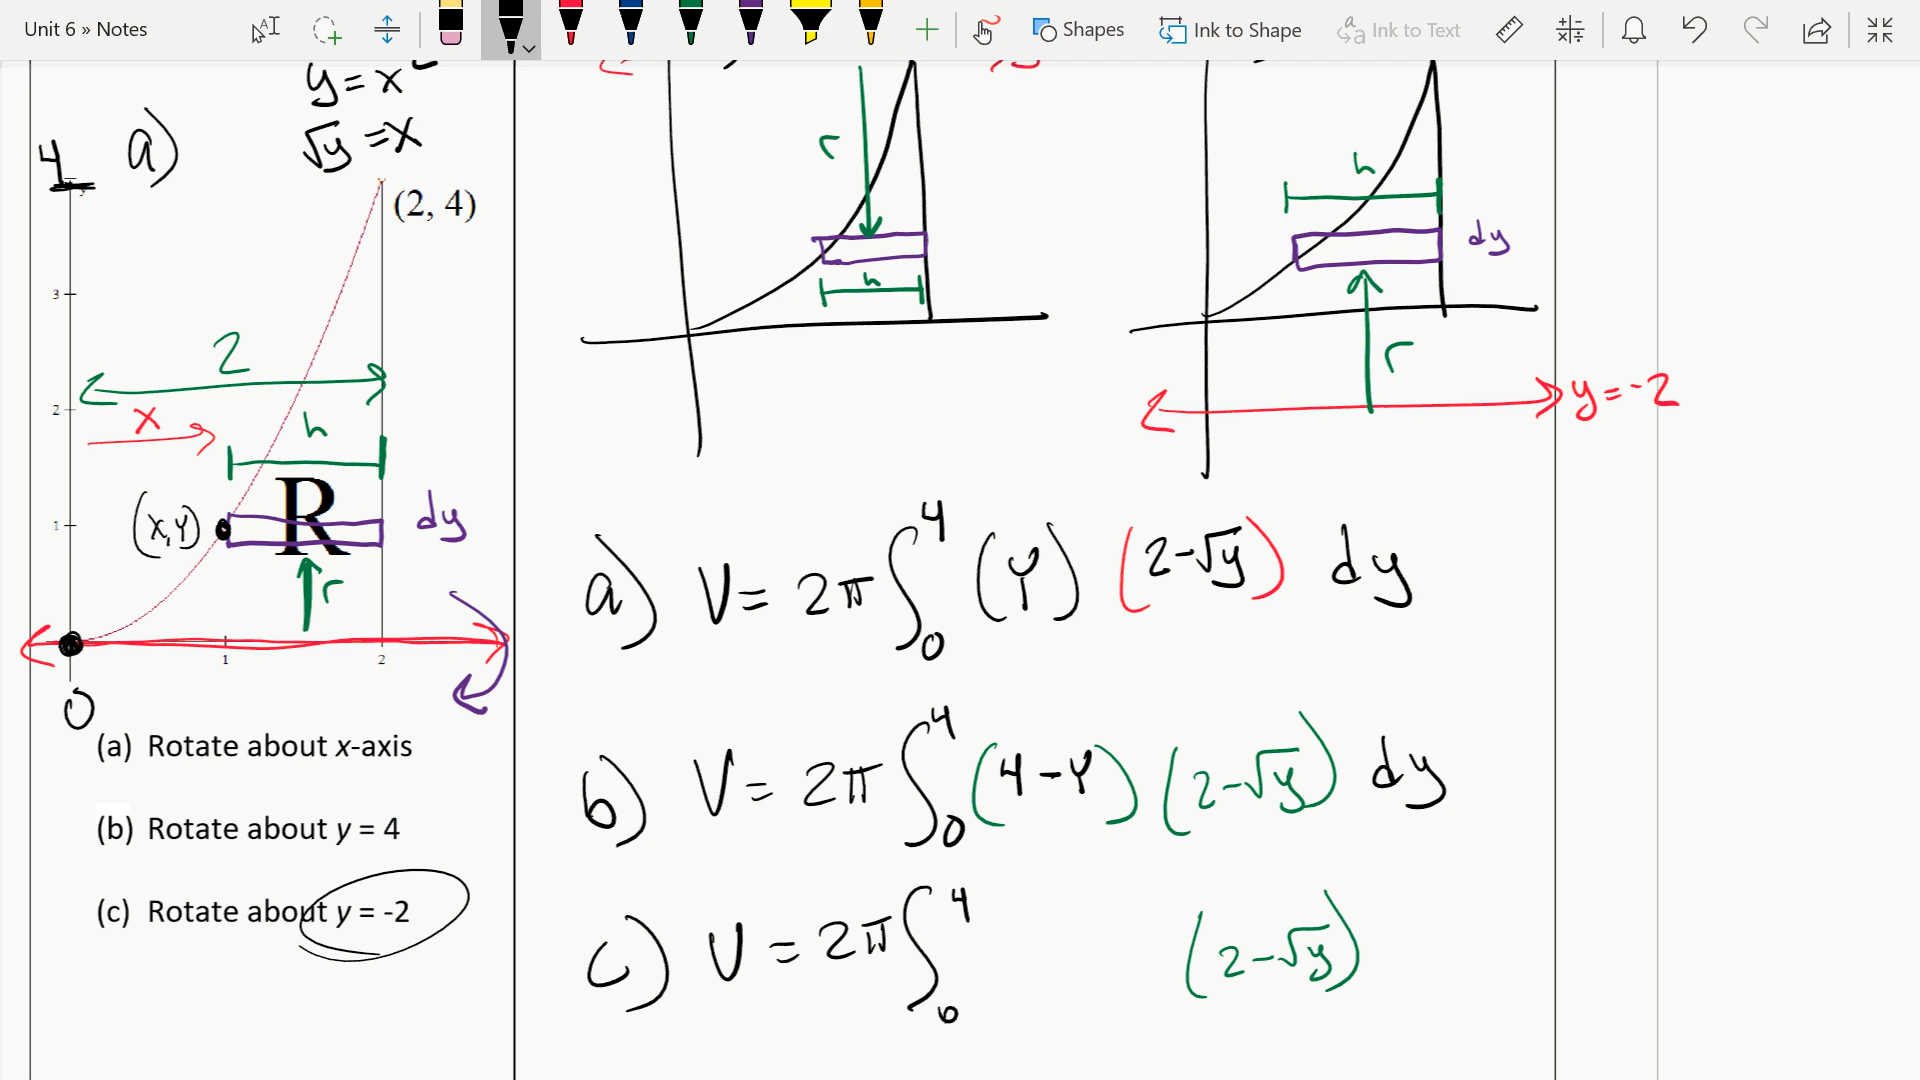 Unit 6 » Notes
Shapes
Ink to Shape
Ink to Text
y = x²
√y = x
4
a)
(2, 4)
3
2
2
x
h
(x,y)
R
dy
1
r
1
2
0
(a) Rotate about x-axis
(b) Rotate about y = 4
(c) Rotate about y = -2
r
h
h
dy
r
y = -2
a) V = 2π ∫₀⁴ (y) (2-√y) dy
b) V = 2π ∫₀⁴ (4-y) (2-√y) dy
c) V = 2π ∫₀⁴ (2-√y)